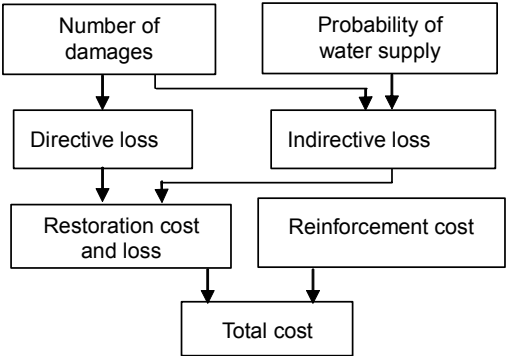 Number of
damages
Probability of
water supply
Directive loss
Indirective loss
Restoration cost
and loss
Reinforcement cost
Total cost